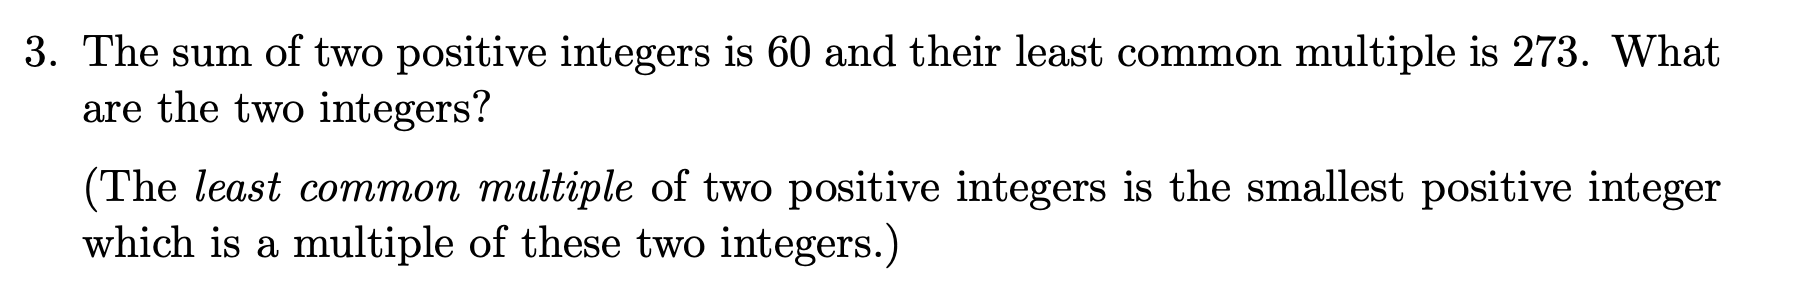 3. The sum of two positive integers is 60 and their least common multiple is 273. What
are the two integers?
(The least common multiple of two positive integers is the smallest positive integer
which is a multiple of these two integers.)